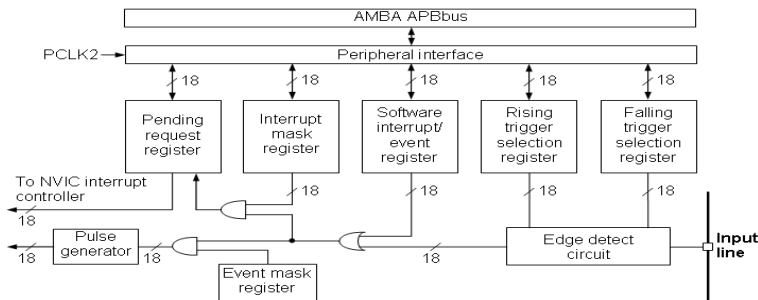 AMBA APBbus
PCLK2
Peripheral interface
18
18
18
18
18
Pending
request
register
Interrupt
mask
register
Software
interrupt/
event
register
Rising
trigger
selection
register
Falling
trigger
selection
register
To NVIC interrupt
controller
18
18
18
18
18
Pulse
generator
18
18
Event mask
register
18
Edge detect
circuit
Input
line